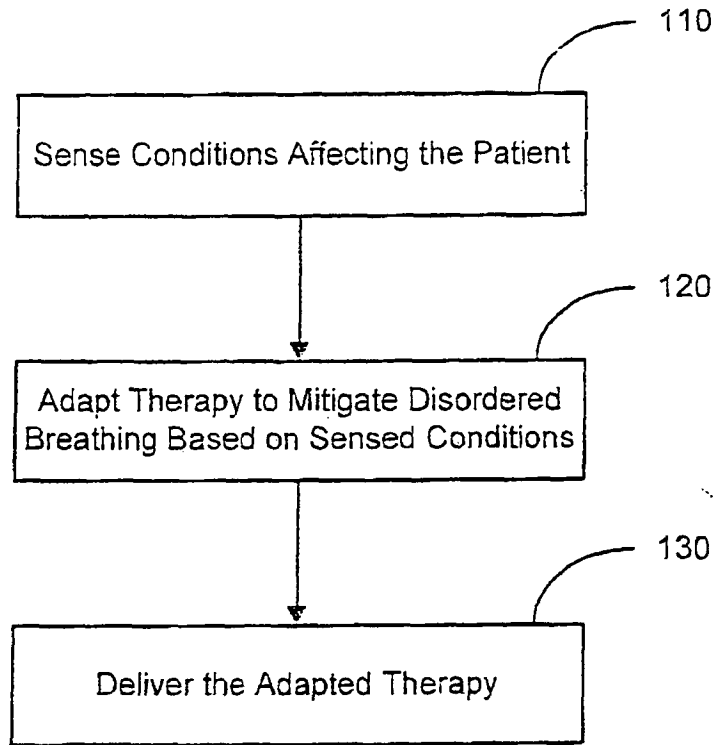 110
Sense Conditions Affecting the Patient
120
Adapt Therapy to Mitigate Disordered
Breathing Based on Sensed Conditions
130
Deliver the Adapted Therapy